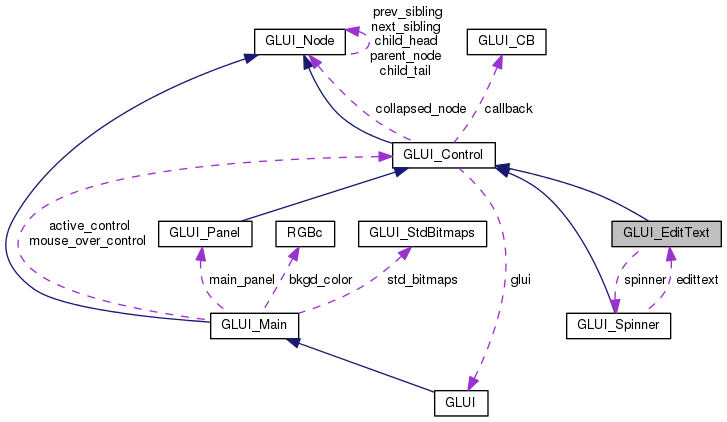 prev_sibling
next_sibling
child_head
parent_node
child_tail
GLUI_Node
GLUI_CB
collapsed_node
callback
GLUI_Control
active_control
mouse_over_control
GLUI_Panel
RGBc
GLUI_StdBitmaps
GLUI_EditText
main_panel
bkgd_color
std_bitmaps
glui
spinner
edittext
GLUI_Main
GLUI_Spinner
GLUI